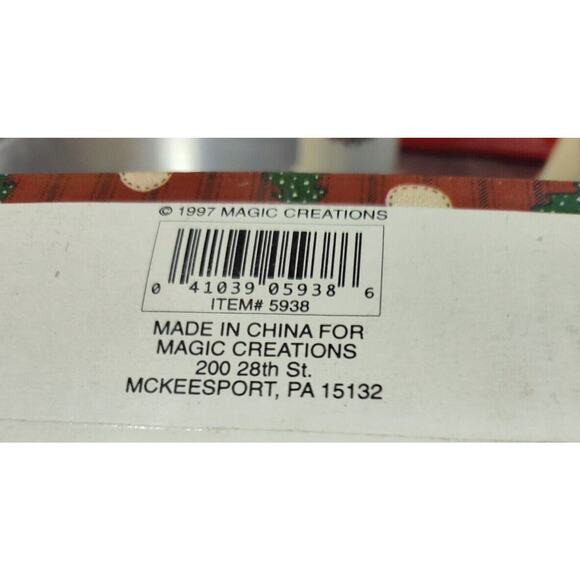 © 1997 MAGIC CREATIONS
0 41039 05938 6
ITEM# 5938
MADE IN CHINA FOR
MAGIC CREATIONS
200 28th St.
MCKEESPORT, PA 15132